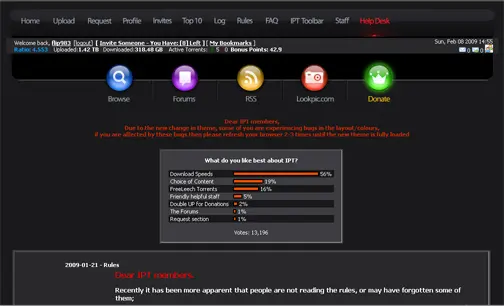 Home Upload Request Profile Invites Top 10 Log Rules FAQ IPT Toolbar Staff Help Desk
Welcome back, flip983 [logout] [ Invite Someone - You Have: [8] Left ] [ My Bookmarks ] Sun, Feb 08 2009 14:55
Ratio: 4.553 Uploaded: 1.42 TB Downloaded: 318.48 GB Active Torrents: 5 0 Bonus Points: 42.9
Browse Forums RSS Lookpic.com Donate
Dear IPT members,
Due to the new change in theme, some of you are experiencing bugs in the layout, colours,
if you are affected by these bugs then please refresh your browser 2-3 times until the new theme is fully loaded
What do you like best about IPT?
Download Speeds 56%
Choice of Content 19%
FreeLeech Torrents 16%
Friendly helpful staff 5%
Double UP for Donations 2%
The Forums 1%
Request section 1%
Votes: 13,196
2009-01-21 - Rules
Dear IPT members,
Recently it has been more apparent that people are not reading the rules, or may have forgotten some of
them;